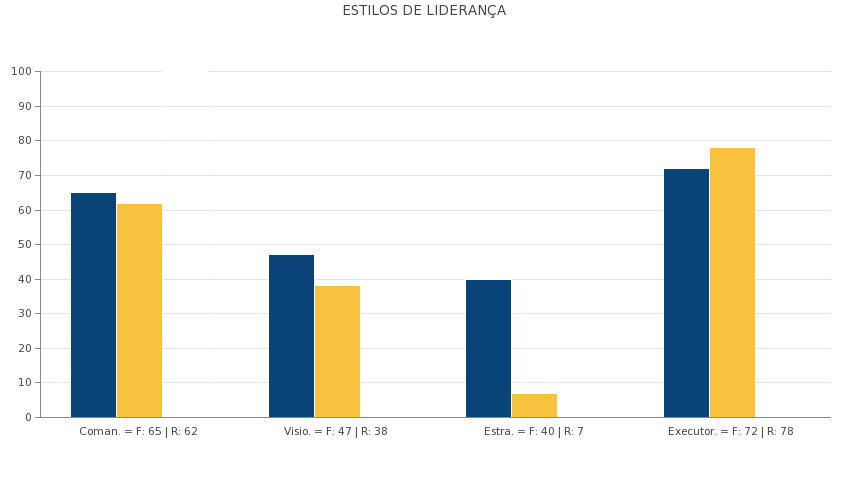 ESTILOS DE LIDERANÇA
100
90
80
70
60
50
40
30
20
10
0
Coman. = F: 65 | R: 62
Visio. = F: 47 | R: 38
Estra. = F: 40 | R: 7
Executor. = F: 72 | R: 78